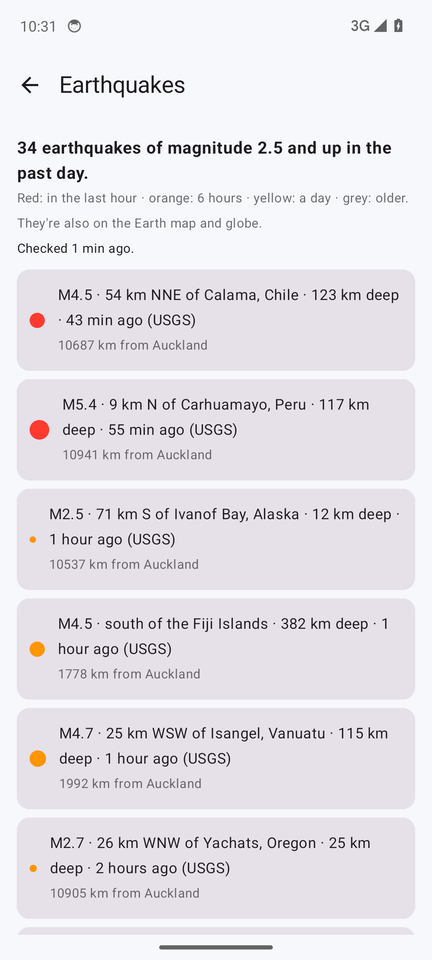 10:31
3G
Earthquakes
34 earthquakes of magnitude 2.5 and up in the
past day.
Red: in the last hour · orange: 6 hours · yellow: a day · grey: older.
They're also on the Earth map and globe.
Checked 1 min ago.
M4.5 · 54 km NNE of Calama, Chile · 123 km deep
· 43 min ago (USGS)
10687 km from Auckland
M5.4 · 9 km N of Carhuamayo, Peru · 117 km
deep · 55 min ago (USGS)
10941 km from Auckland
M2.5 · 71 km S of Ivanof Bay, Alaska · 12 km deep ·
1 hour ago (USGS)
10537 km from Auckland
M4.5 · south of the Fiji Islands · 382 km deep · 1
hour ago (USGS)
1778 km from Auckland
M4.7 · 25 km WSW of Isangel, Vanuatu · 115 km
deep · 1 hour ago (USGS)
1992 km from Auckland
M2.7 · 26 km WNW of Yachats, Oregon · 25 km
deep · 2 hours ago (USGS)
10905 km from Auckland